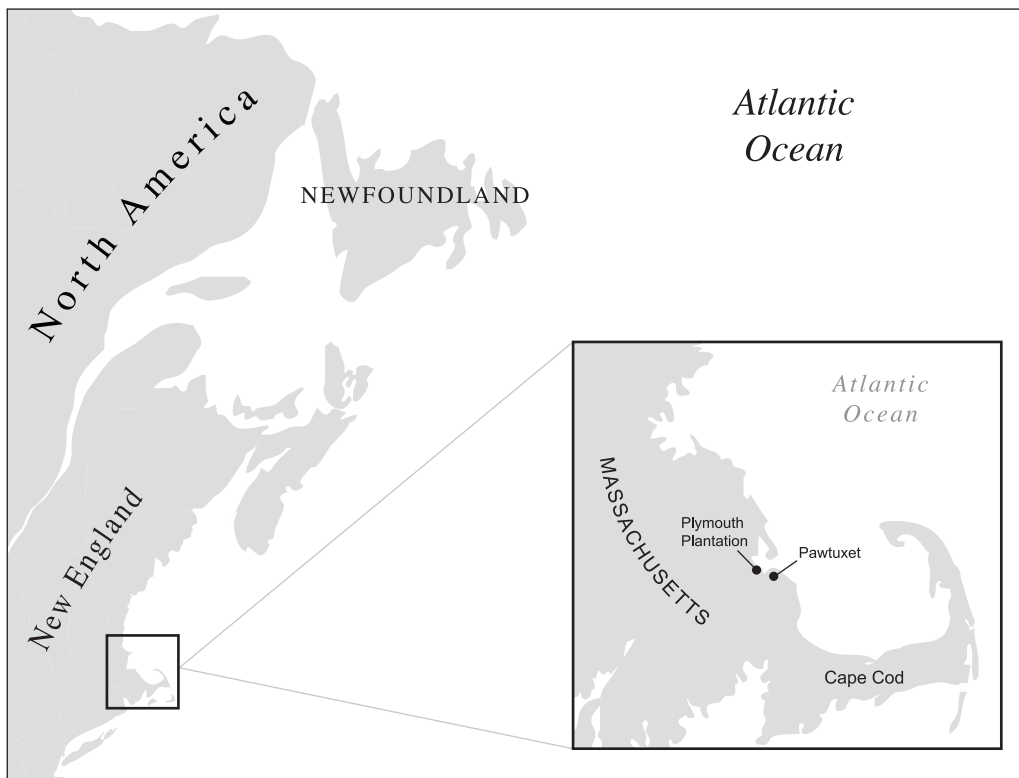 North America
NEWFOUNDLAND
Atlantic
Ocean
New England
Atlantic
Ocean
MASSACHUSETTS
Plymouth
Plantation
Pawtuxet
Cape Cod